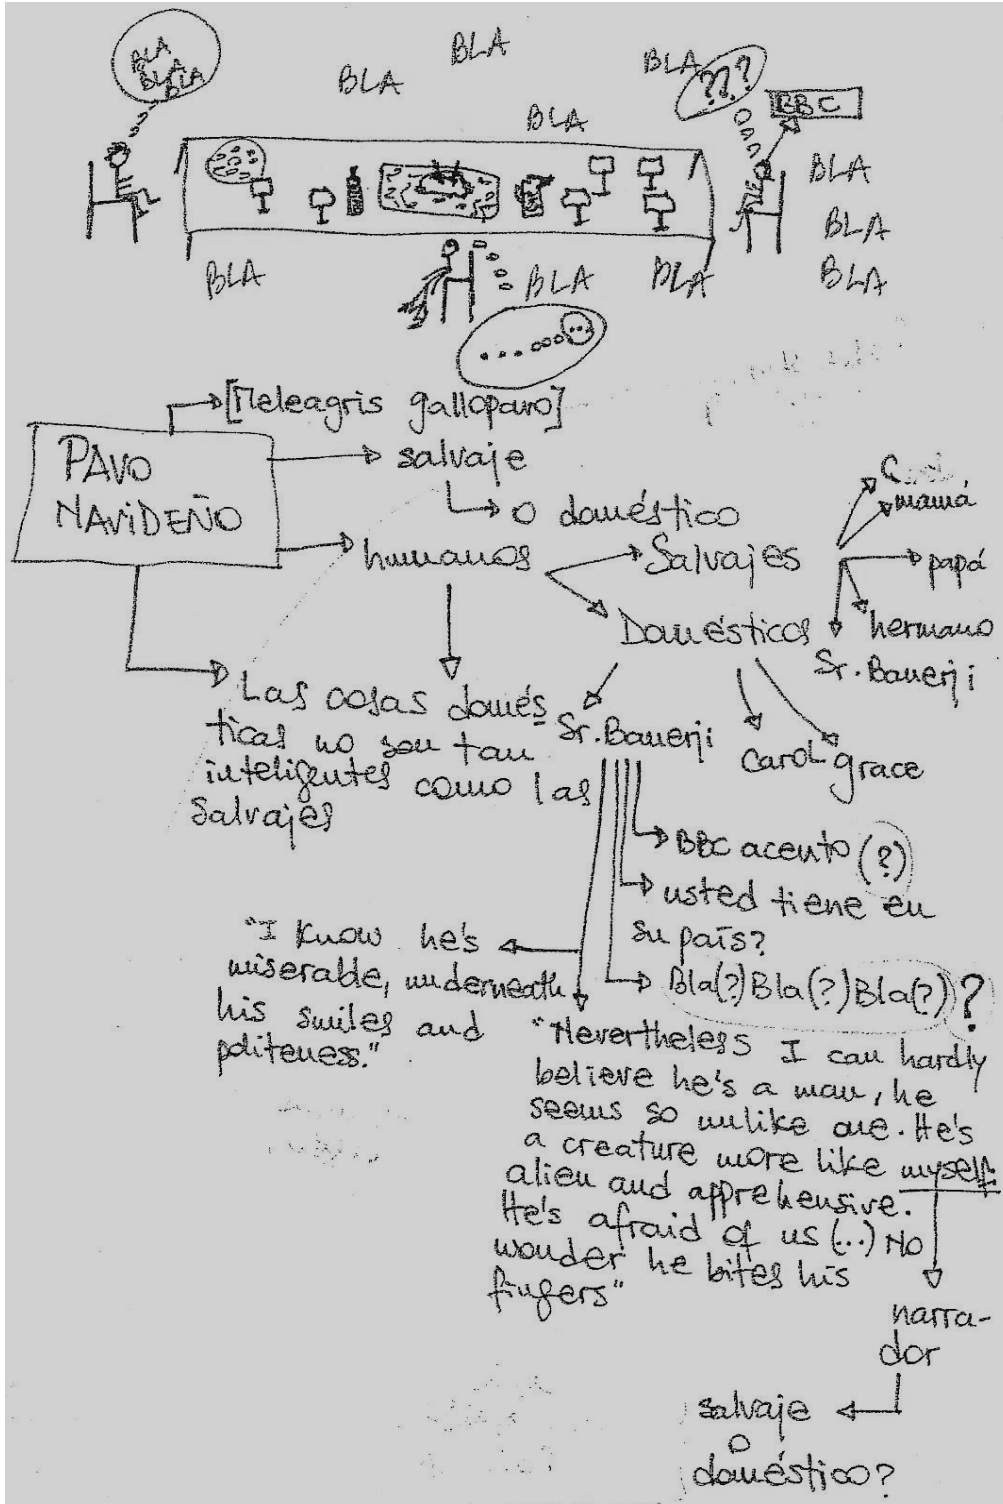 BLA
BLA
BLA
BLA
BLA
BLA
BLA
???
BBC
BLA
BLA
BLA
BLA
BLA
BLA
BLA
. . .
[Meleagris gallopavo]
PAVO
NAVIDEÑO
salvaje
o doméstico
humanos
Salvajes
mamá
papá
hermano
Sr. Banerji
Domésticos
Las cosas domés
ticas no son tan
inteligentes como las
salvajes
Sr. Banerji
Carol
grace
BBC acento (?)
usted tiene en
su país?
Bla(?) Bla(?) Bla(?) ?
"I know he's
miserable, underneath
his smiles and
politeness."
"Nevertheless I can hardly
believe he's a man, he
seems so unlike one. He's
a creature more like myself:
alien and apprehensive.
He's afraid of us (...) No
wonder he bites his
fingers"
narra-
dor
salvaje
o
doméstico?